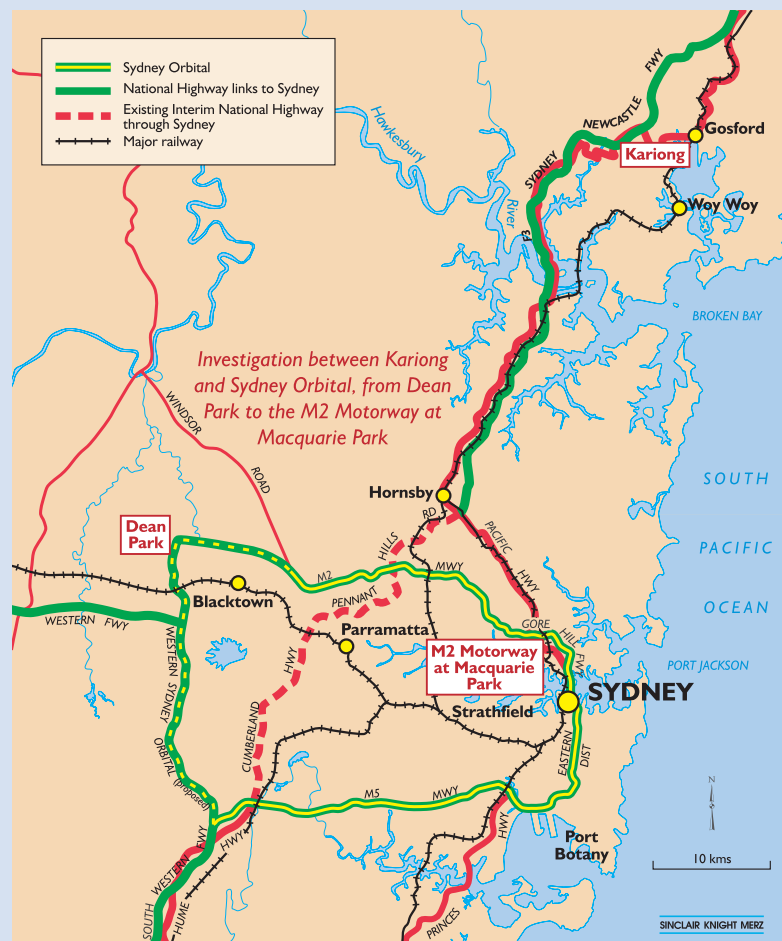 Sydney Orbital
National Highway links to Sydney
Existing Interim National Highway
through Sydney
Major railway
FWY
NEWCASTLE
SYDNEY
F3
Gosford
Kariong
Woy Woy
Hawkesbury
River
BROKEN BAY
Investigation between Kariong
and Sydney Orbital, from Dean
Park to the M2 Motorway at
Macquarie Park
WINDSOR
ROAD
Hornsby
RD
HILLS
PENNANT
PACIFIC
HWY
SOUTH
PACIFIC
OCEAN
Dean
Park
M2
MWY
Blacktown
WESTERN FWY
Parramatta
GORE
HILL
FWY
M2 Motorway
at Macquarie
Park
PORT JACKSON
SYDNEY
Strathfield
WESTERN SYDNEY
ORBITAL (proposed)
HWY
CUMBERLAND
EASTERN
DIST
M5
MWY
HWY
PRINCES
Port
Botany
N
10 kms
SOUTH WESTERN FWY
HUME
HWY
SINCLAIR KNIGHT MERZ